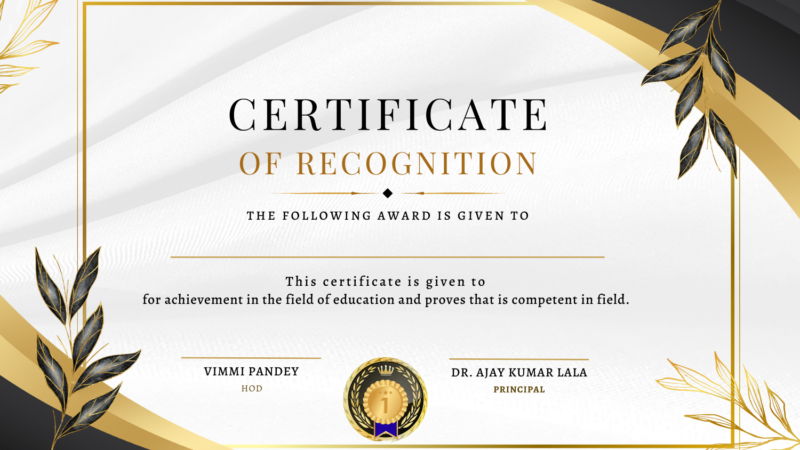 CERTIFICATE
OF RECOGNITION
THE FOLLOWING AWARD IS GIVEN TO
This certificate is given to
for achievement in the field of education and proves that is competent in field.
VIMMI PANDEY
HOD
DR. AJAY KUMAR LALA
PRINCIPAL
1